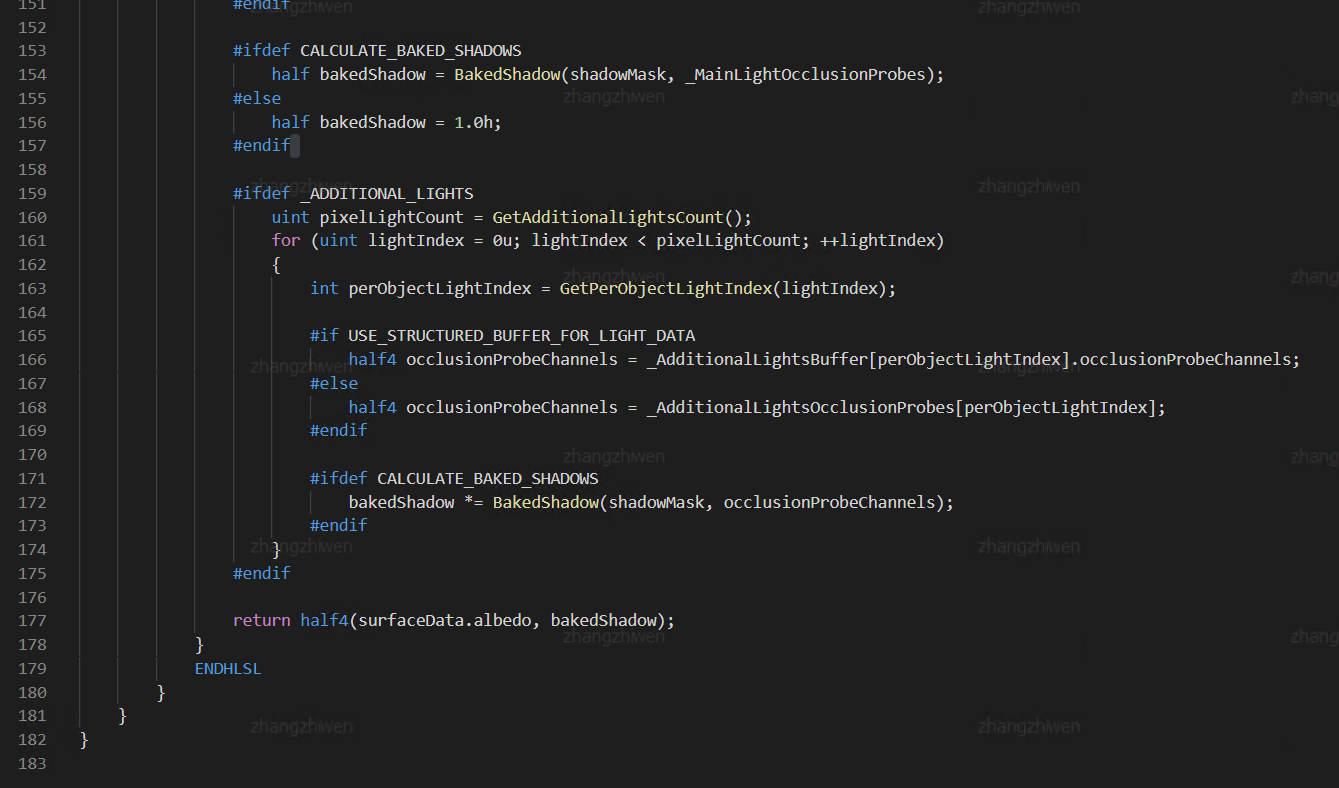 151 #endif
152
153 #ifdef CALCULATE_BAKED_SHADOWS
154 half bakedShadow = BakedShadow(shadowMask, _MainLightOcclusionProbes);
155 #else
156 half bakedShadow = 1.0h;
157 #endif
158
159 #ifdef _ADDITIONAL_LIGHTS
160 uint pixelLightCount = GetAdditionalLightsCount();
161 for (uint lightIndex = 0u; lightIndex < pixelLightCount; ++lightIndex)
162 {
163 int perObjectLightIndex = GetPerObjectLightIndex(lightIndex);
164
165 #if USE_STRUCTURED_BUFFER_FOR_LIGHT_DATA
166 half4 occlusionProbeChannels = _AdditionalLightsBuffer[perObjectLightIndex].occlusionProbeChannels;
167 #else
168 half4 occlusionProbeChannels = _AdditionalLightsOcclusionProbes[perObjectLightIndex];
169 #endif
170
171 #ifdef CALCULATE_BAKED_SHADOWS
172 bakedShadow *= BakedShadow(shadowMask, occlusionProbeChannels);
173 #endif
174 }
175 #endif
176
177 return half4(surfaceData.albedo, bakedShadow);
178 }
179 ENDHLSL
180 }
181 }
182 }
183
zhangzhiwen